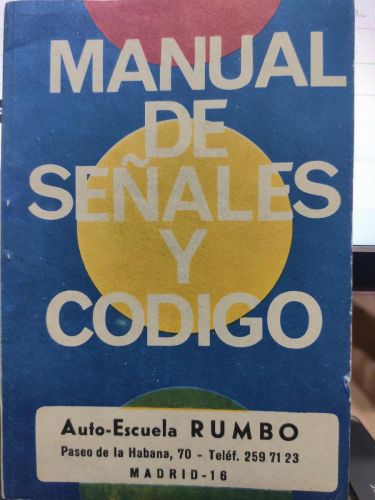 MANUAL
DE
SEÑALES
Y
CODIGO
Auto-Escuela RUMBO
Paseo de la Habana, 70 - Teléf. 259 71 23
MADRID-16